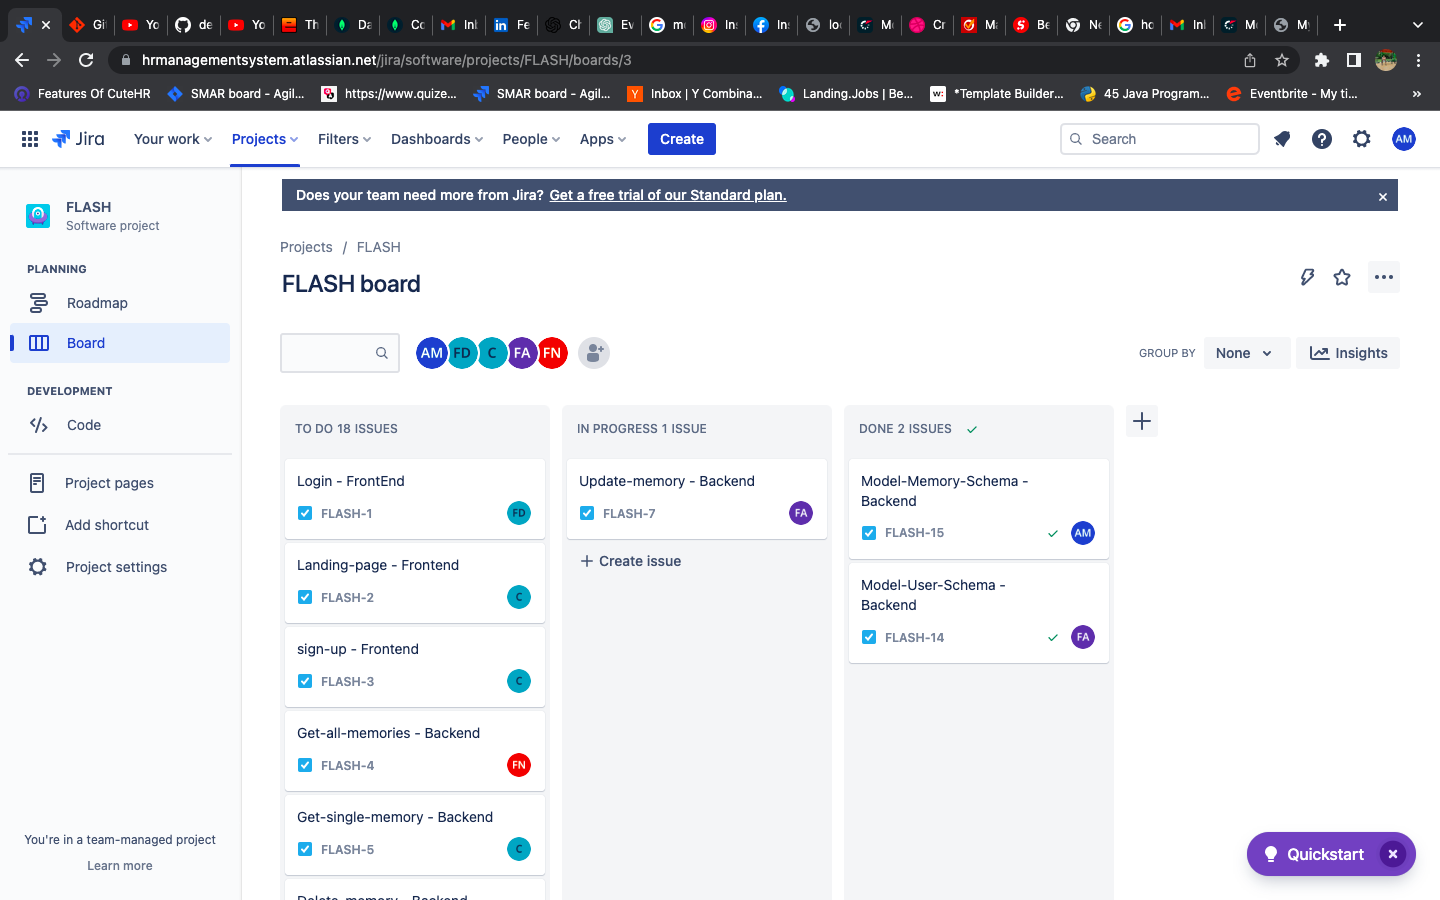 Gi
Yo
de
Yo
Th
Da
Co
Inl
Fe
Ch
Ev
m
In
In
lo
M
Cr
Ma
Be
Ne
ho
Inl
M
My
hrmanagementsystem.atlassian.net/jira/software/projects/FLASH/boards/3
Features Of CuteHR
SMAR board - Agil...
https://www.quize...
SMAR board - Agil...
Inbox | Y Combina...
Landing.Jobs | Be...
*Template Builder...
45 Java Program...
Eventbrite - My ti...
»
Jira
Your work
Projects
Filters
Dashboards
People
Apps
Create
Search
AM
FLASH
Software project
PLANNING
Roadmap
Board
DEVELOPMENT
Code
Project pages
Add shortcut
Project settings
You're in a team-managed project
Learn more
Does your team need more from Jira? Get a free trial of our Standard plan.
Projects / FLASH
FLASH board
AM FD C FA FN
GROUP BY
None
Insights
TO DO 18 ISSUES
Login - FrontEnd
FLASH-1
FD
Landing-page - Frontend
FLASH-2
C
sign-up - Frontend
FLASH-3
C
Get-all-memories - Backend
FLASH-4
FN
Get-single-memory - Backend
FLASH-5
C
Delete-memory - Backend
IN PROGRESS 1 ISSUE
Update-memory - Backend
FLASH-7
FA
Create issue
DONE 2 ISSUES
Model-Memory-Schema -
Backend
FLASH-15
AM
Model-User-Schema -
Backend
FLASH-14
FA
Quickstart